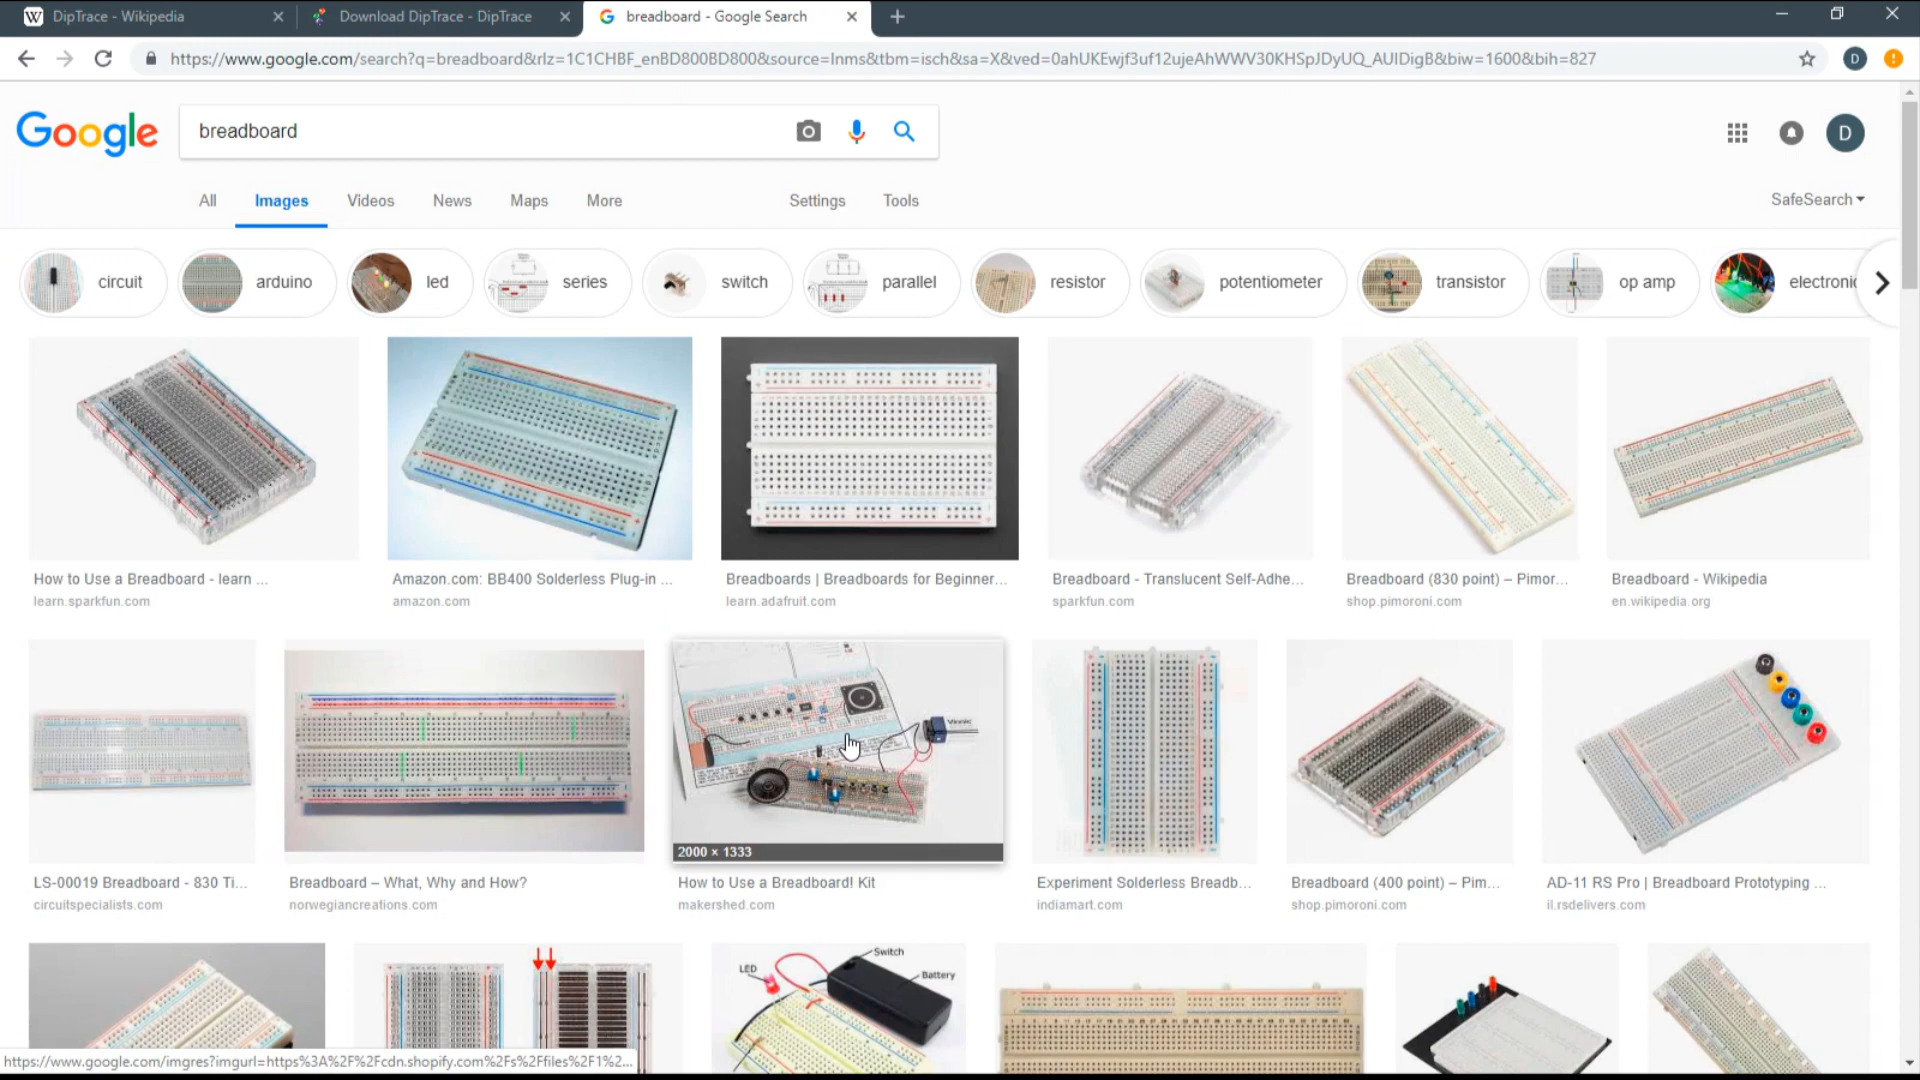 DipTrace - Wikipedia
Download DipTrace - DipTrace
breadboard - Google Search
https://www.google.com/search?q=breadboard&rlz=1C1CHBF_enBD800BD800&source=lnms&tbm=isch&sa=X&ved=0ahUKEwjf3uf12ujeAhWWV30KHSpJDyUQ_AUIDigB&biw=1600&bih=827
D
Google
breadboard
D
All
Images
Videos
News
Maps
More
Settings
Tools
SafeSearch
circuit
arduino
led
series
switch
parallel
resistor
potentiometer
transistor
op amp
electronic
How to Use a Breadboard - learn ...
learn.sparkfun.com
Amazon.com: BB400 Solderless Plug-in ...
amazon.com
Breadboards | Breadboards for Beginner...
learn.adafruit.com
Breadboard - Translucent Self-Adhe...
sparkfun.com
Breadboard (830 point) – Pimor...
shop.pimoroni.com
Breadboard - Wikipedia
en.wikipedia.org
Vinnic
2000 × 1333
LS-00019 Breadboard - 830 Ti...
circuitspecialists.com
Breadboard – What, Why and How?
norwegiancreations.com
How to Use a Breadboard! Kit
makershed.com
Experiment Solderless Breadb...
indiamart.com
Breadboard (400 point) – Pim...
shop.pimoroni.com
AD-11 RS Pro | Breadboard Prototyping ...
il.rsdelivers.com
Switch
LED
Battery
https://www.google.com/imgres?imgurl=https%3A%2F%2Fcdn.shopify.com%2Fs%2Ffiles%2F1%2...